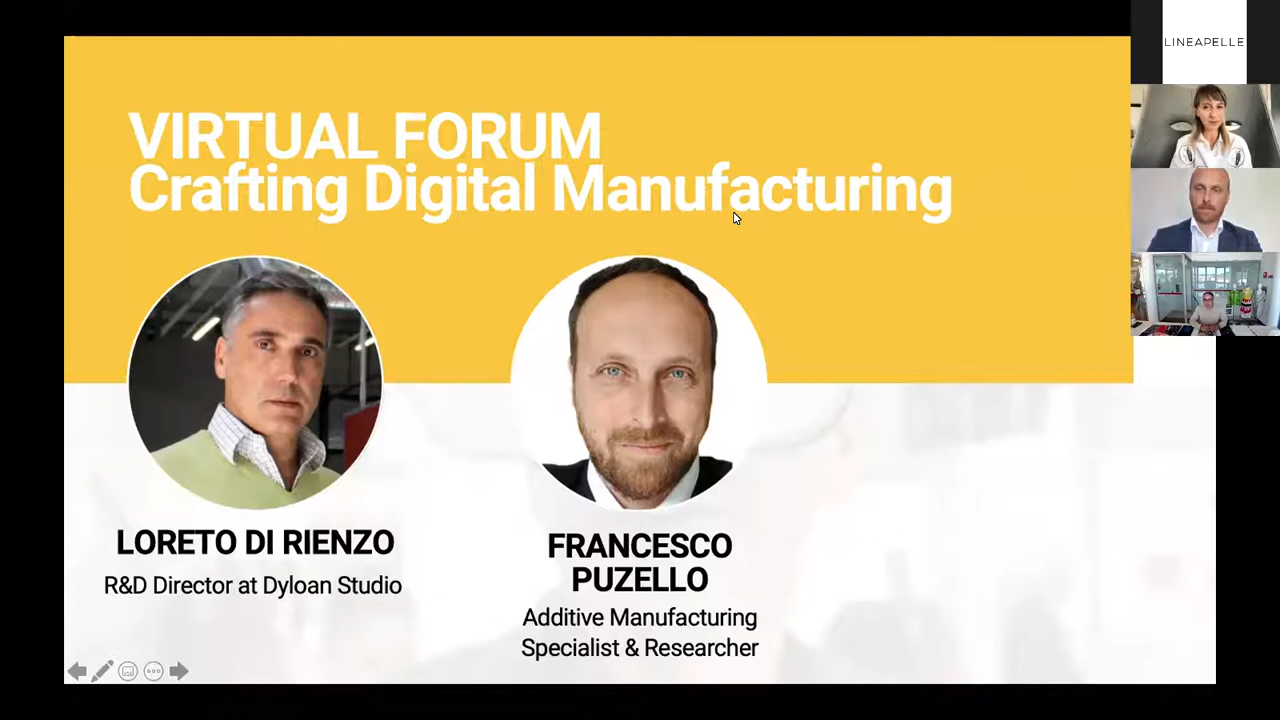 LINEAPELLE
VIRTUAL FORUM
Crafting Digital Manufacturing
LORETO DI RIENZO
R&D Director at Dyloan Studio
FRANCESCO
PUZELLO
Additive Manufacturing
Specialist & Researcher